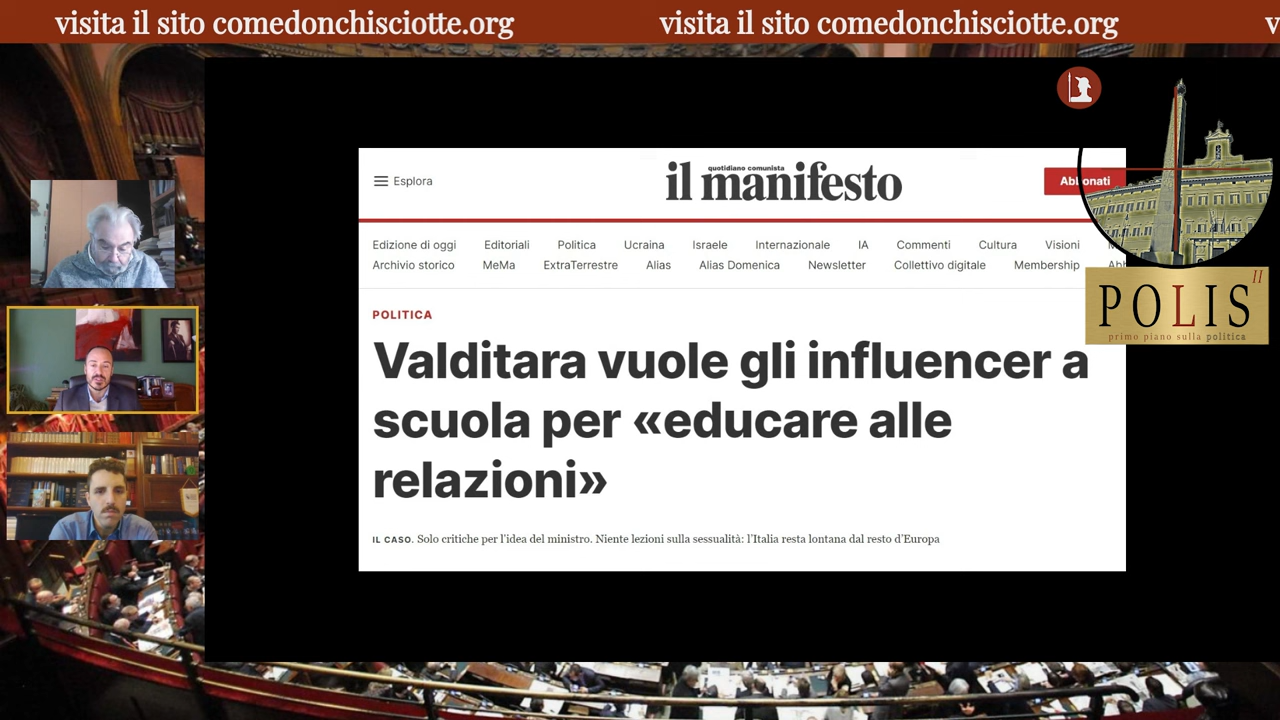 visita il sito comedonchisciotte.org visita il sito comedonchisciotte.org v
Esplora
quotidiano comunista
il manifesto
Abbonati
Edizione di oggi Editoriali Politica Ucraina Israele Internazionale IA Commenti Cultura Visioni
Archivio storico MeMa ExtraTerrestre Alias Alias Domenica Newsletter Collettivo digitale Membership
POLITICA
Valditara vuole gli influencer a
scuola per «educare alle
relazioni»
IL CASO. Solo critiche per l'idea del ministro. Niente lezioni sulla sessualità: l'Italia resta lontana dal resto d'Europa
POLIS II
primo piano sulla politica